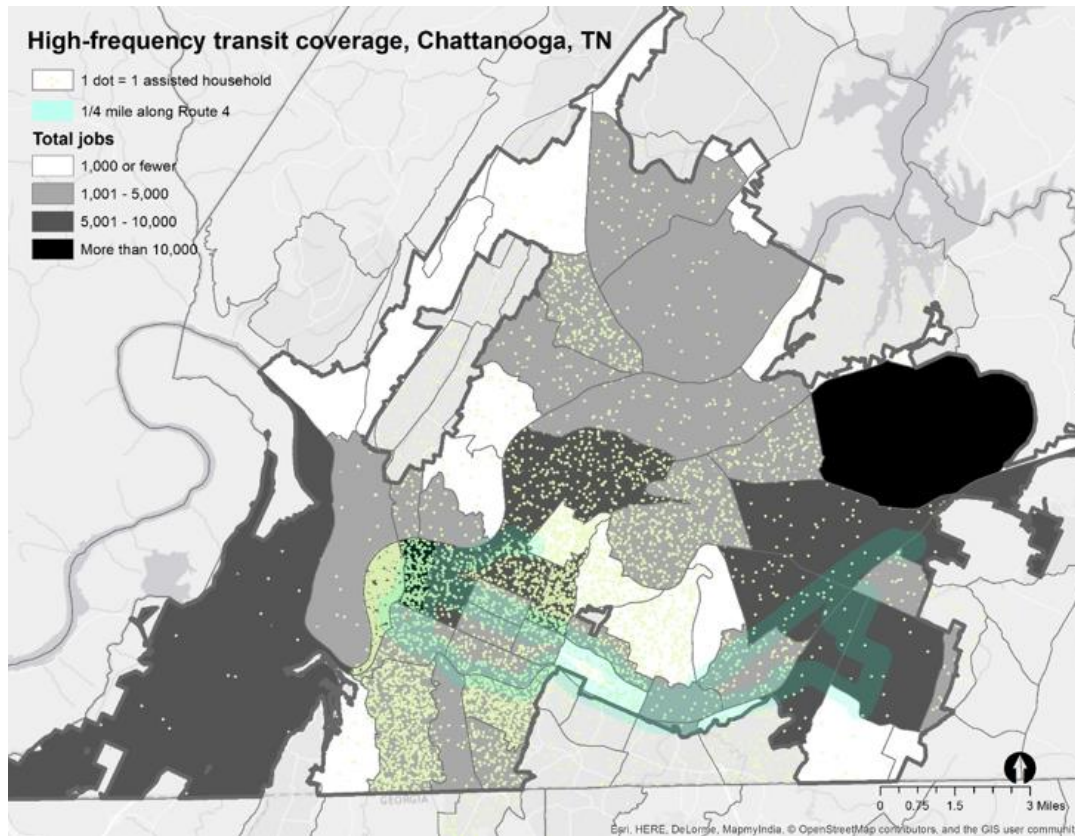 High-frequency transit coverage, Chattanooga, TN
1 dot = 1 assisted household
1/4 mile along Route 4
Total jobs
1,000 or fewer
1,001 - 5,000
5,001 - 10,000
More than 10,000
GEORGIA
0 0.75 1.5 3 Miles
Esri, HERE, DeLorme, MapmyIndia, © OpenStreetMap contributors, and the GIS user communit